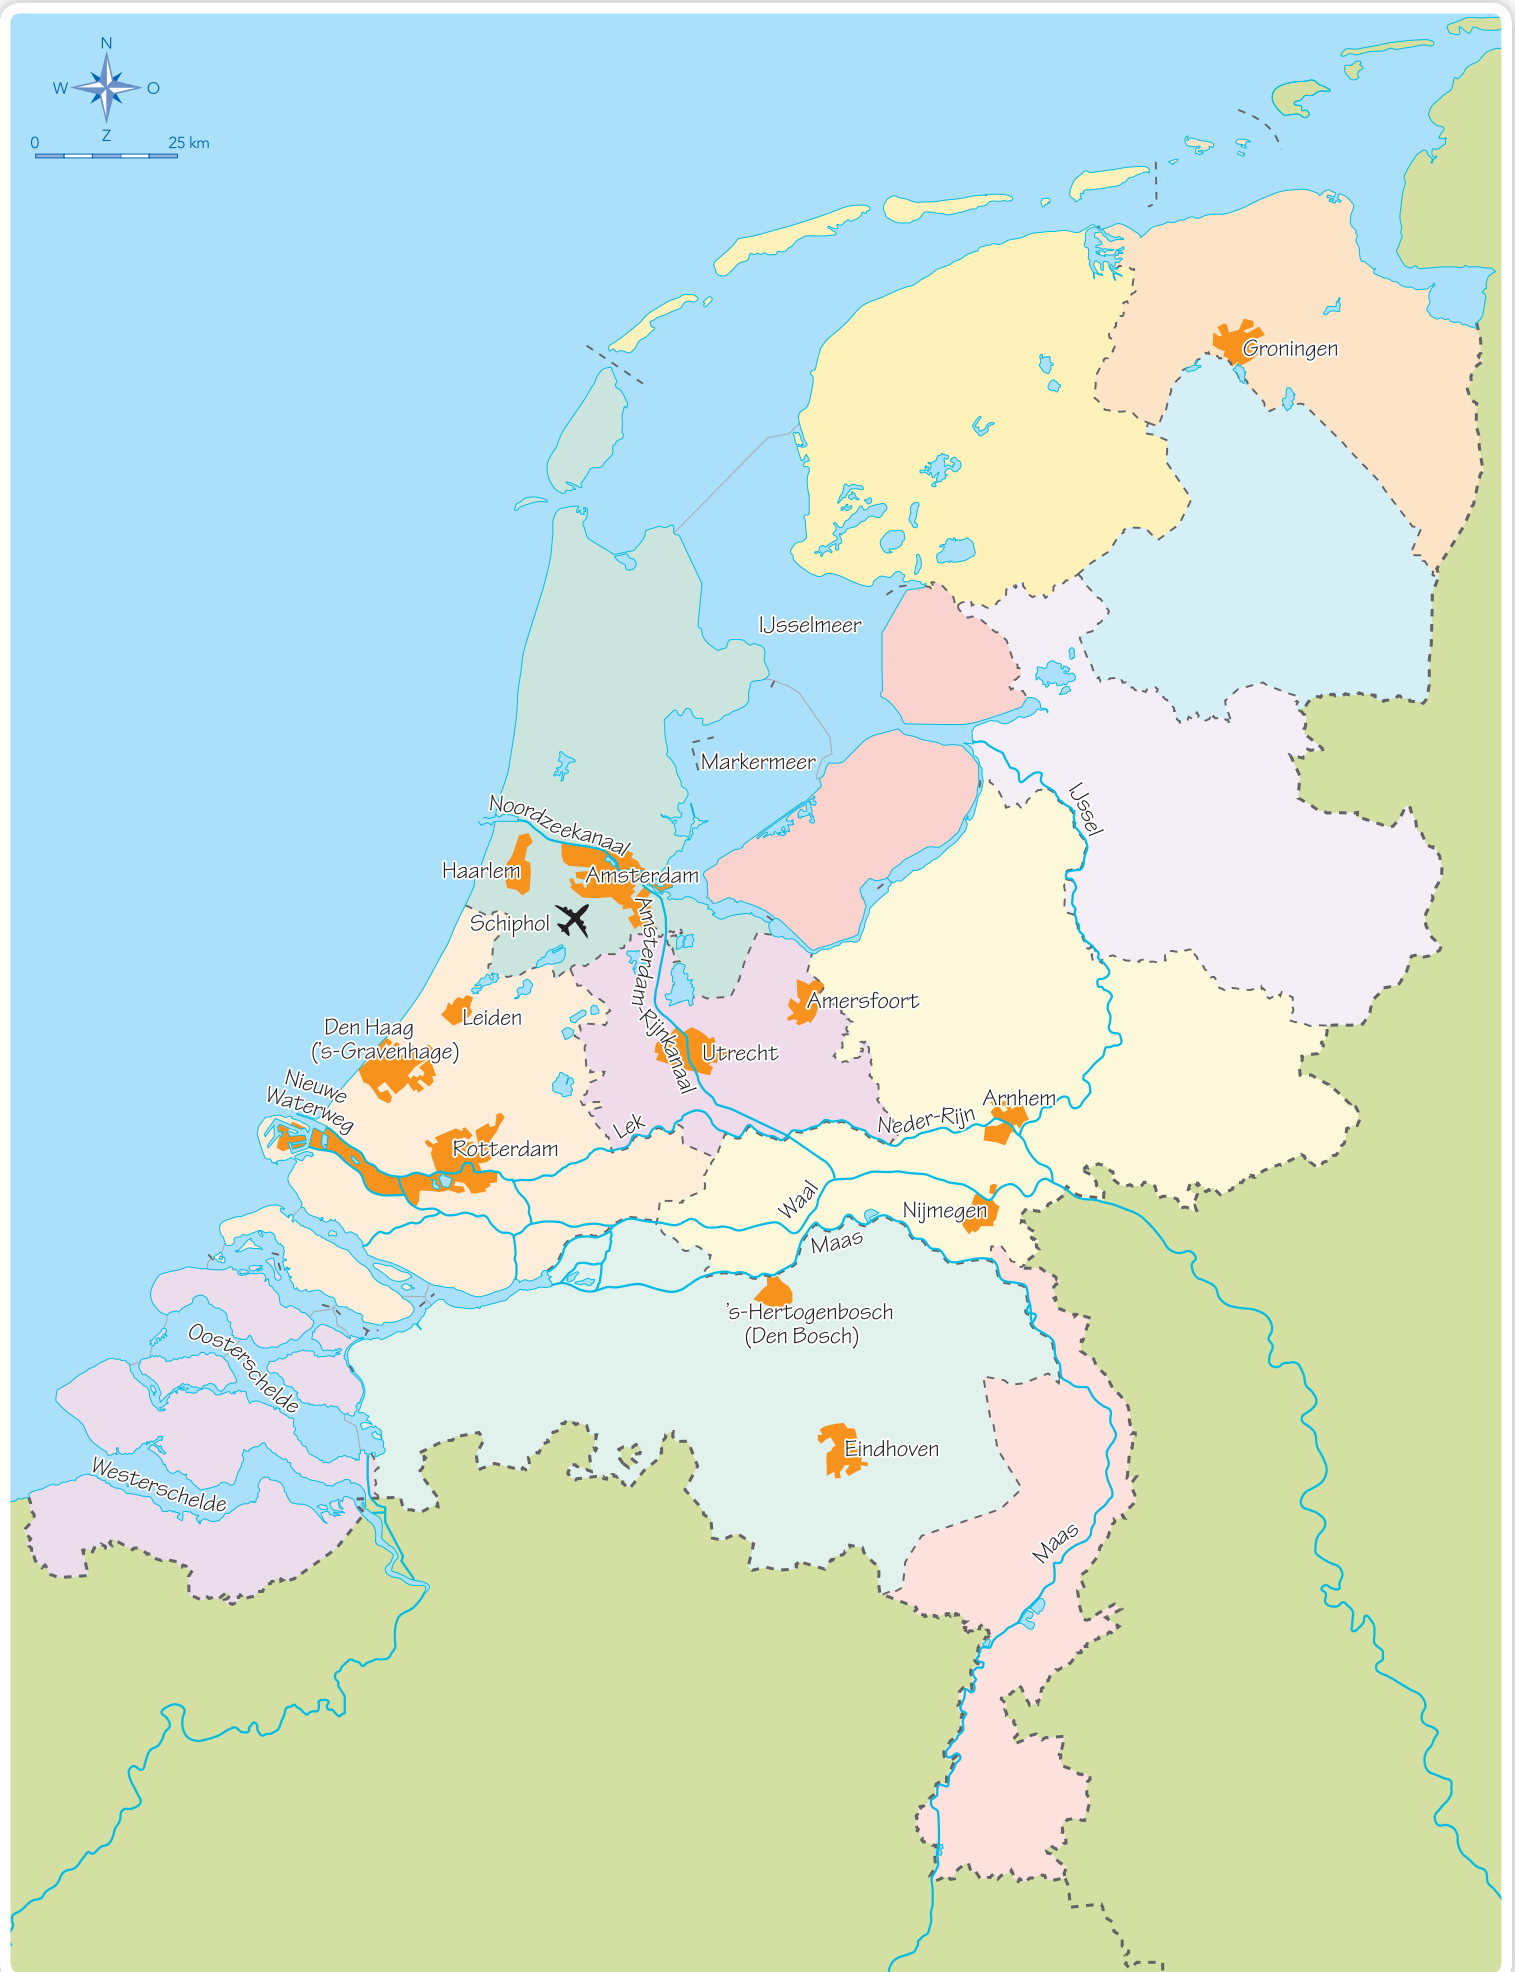 N
W
O
Z
0
25 km
Groningen
IJsselmeer
Markermeer
IJssel
Noordzeekanaal
Haarlem
Amsterdam
Schiphol
Amsterdam-Rijnkanaal
Amersfoort
Leiden
Den Haag
('s-Gravenhage)
Utrecht
Nieuwe
Waterweg
Arnhem
Lek
Neder-Rijn
Rotterdam
Waal
Nijmegen
Maas
's-Hertogenbosch
(Den Bosch)
Oosterschelde
Eindhoven
Westerschelde
Maas